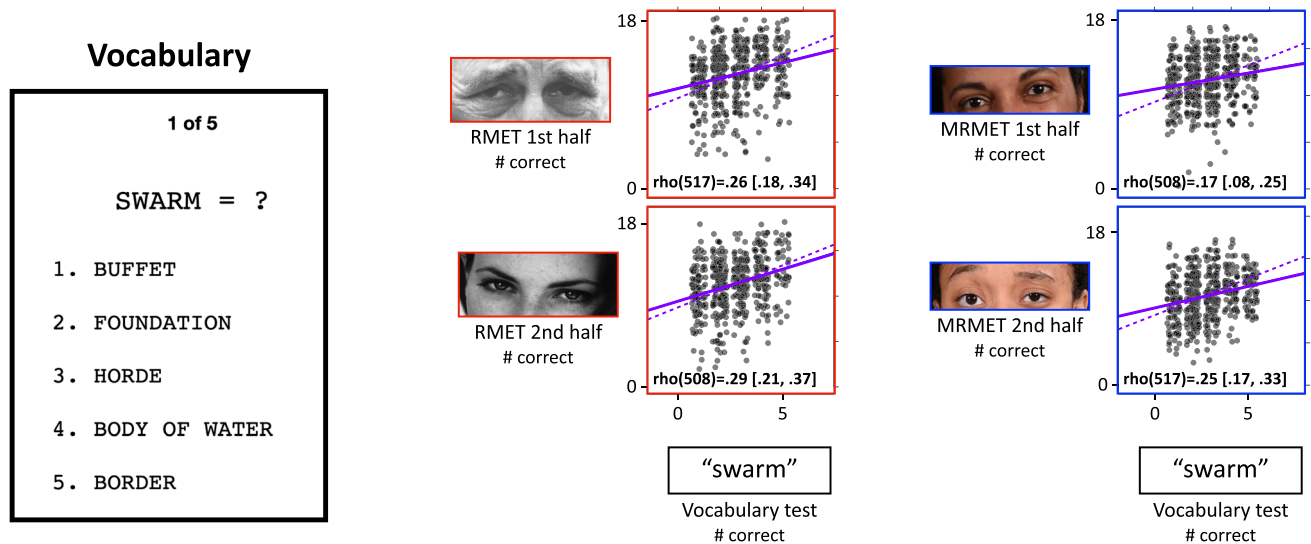 Vocabulary
1 of 5
SWARM = ?
1. BUFFET
2. FOUNDATION
3. HORDE
4. BODY OF WATER
5. BORDER
RMET 1st half
# correct
18
0
rho(517)=.26 [.18, .34]
RMET 2nd half
# correct
18
0
rho(508)=.29 [.21, .37]
0 5
“swarm”
Vocabulary test
# correct
MRMET 1st half
# correct
18
0
rho(508)=.17 [.08, .25]
MRMET 2nd half
# correct
18
0
rho(517)=.25 [.17, .33]
0 5
“swarm”
Vocabulary test
# correct